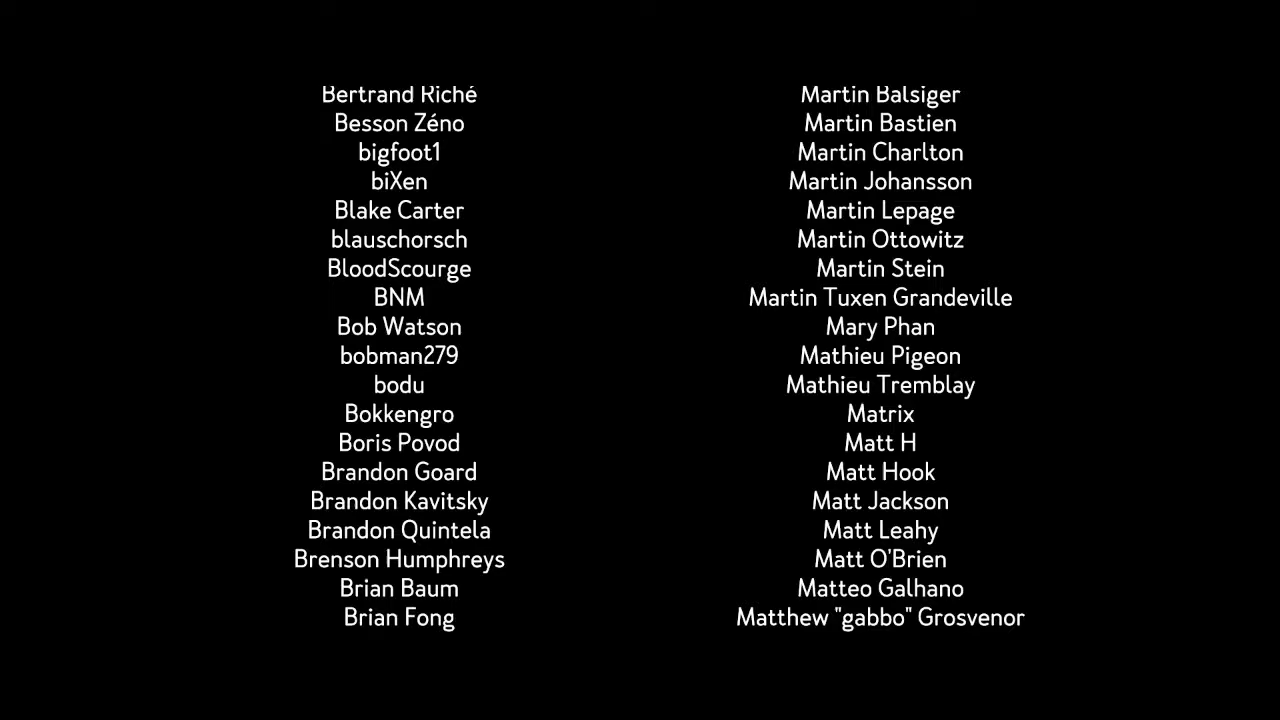 Bertrand Riché
Besson Zéno
bigfoot1
biXen
Blake Carter
blauschorsch
BloodScourge
BNM
Bob Watson
bobman279
bodu
Bokkengro
Boris Povod
Brandon Goard
Brandon Kavitsky
Brandon Quintela
Brenson Humphreys
Brian Baum
Brian Fong
Martin Balsiger
Martin Bastien
Martin Charlton
Martin Johansson
Martin Lepage
Martin Ottowitz
Martin Stein
Martin Tuxen Grandeville
Mary Phan
Mathieu Pigeon
Mathieu Tremblay
Matrix
Matt H
Matt Hook
Matt Jackson
Matt Leahy
Matt O'Brien
Matteo Galhano
Matthew "gabbo" Grosvenor